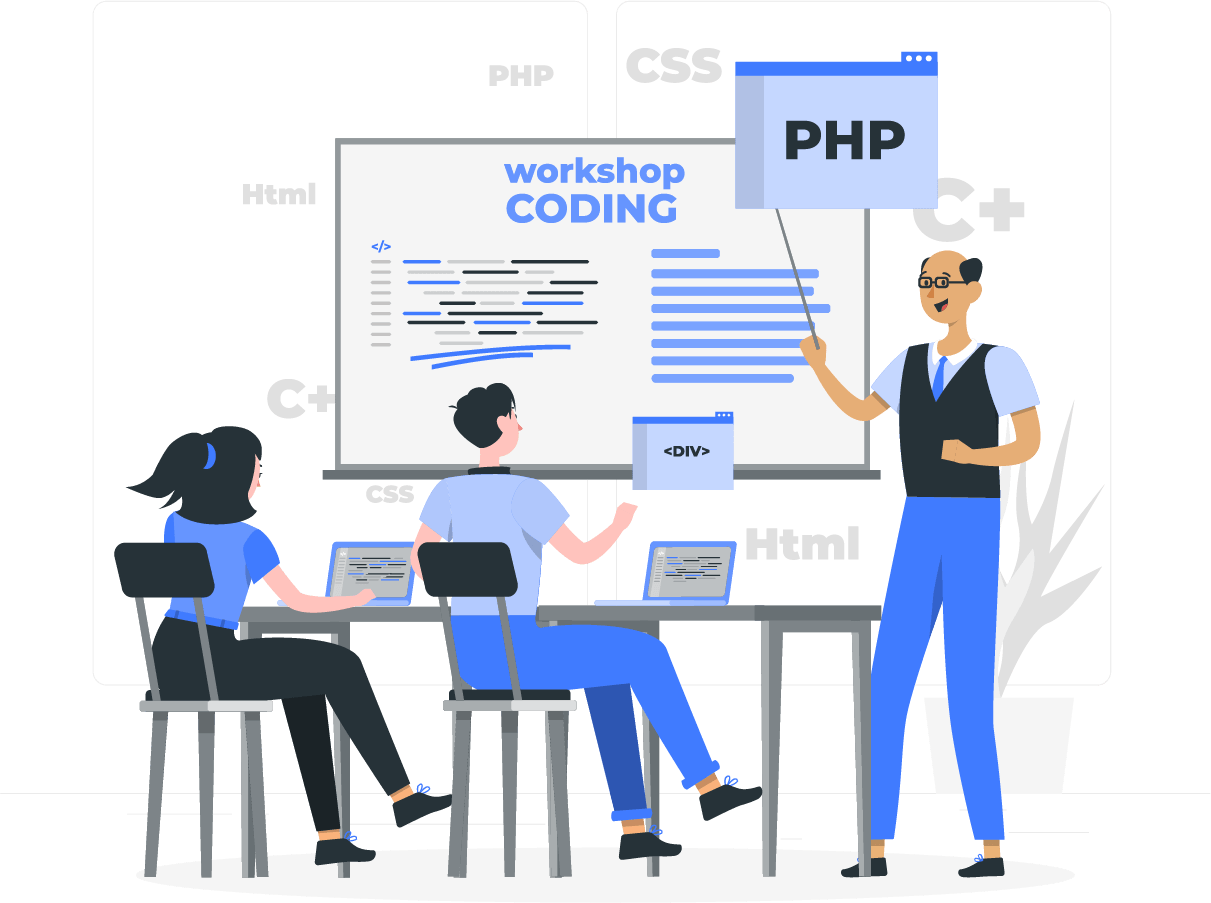 PHP
CSS
PHP
workshop
CODING
Html
C+
</>
C+
<DIV>
CSS
Html